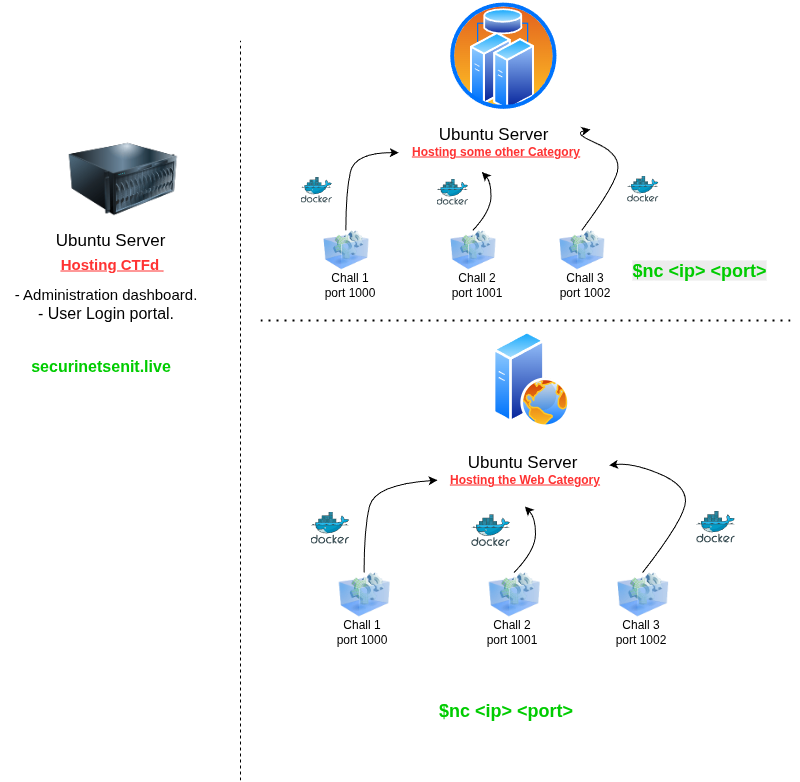 Ubuntu Server
Hosting CTFd
- Administration dashboard.
- User Login portal.
securinetsenit.live
Ubuntu Server
Hosting some other Category
docker
docker
docker
Chall 1
port 1000
Chall 2
port 1001
Chall 3
port 1002
$nc <ip> <port>
Ubuntu Server
Hosting the Web Category
docker
docker
docker
Chall 1
port 1000
Chall 2
port 1001
Chall 3
port 1002
$nc <ip> <port>